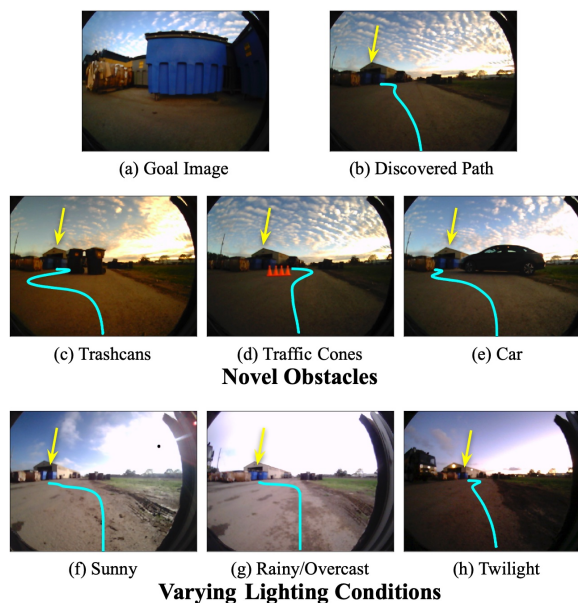 (a) Goal Image
(b) Discovered Path
(c) Trashcans
(d) Traffic Cones
(e) Car
Novel Obstacles
(f) Sunny
(g) Rainy/Overcast
(h) Twilight
Varying Lighting Conditions